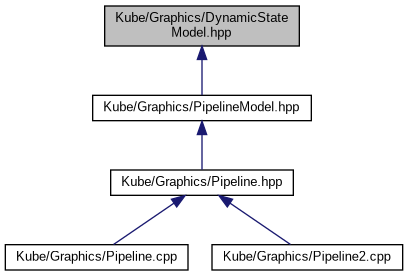 Kube/Graphics/DynamicState
Model.hpp
Kube/Graphics/PipelineModel.hpp
Kube/Graphics/Pipeline.hpp
Kube/Graphics/Pipeline.cpp
Kube/Graphics/Pipeline2.cpp